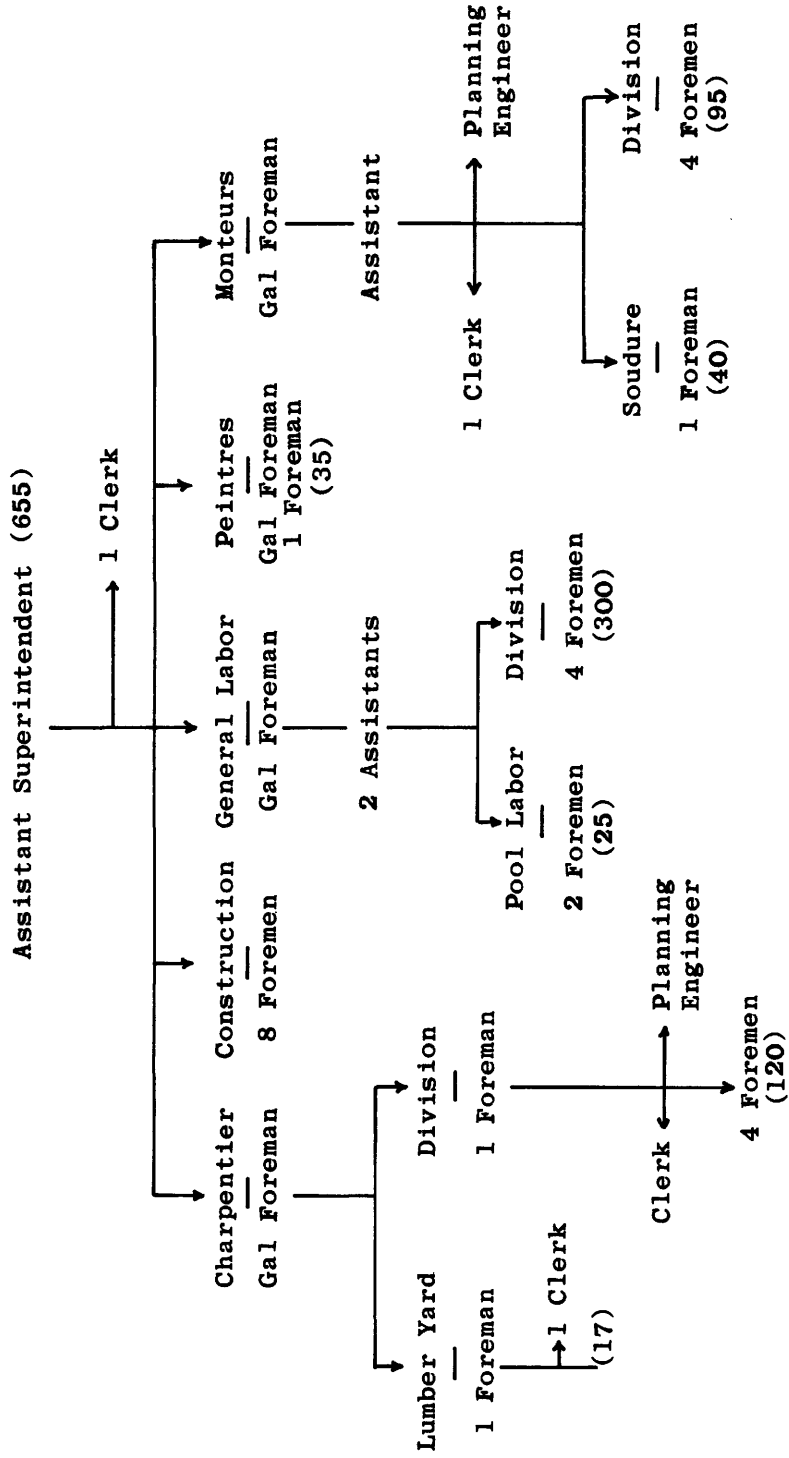 Assistant Superintendent (655)
1 Clerk
Charpentier
Gal Foreman
Construction
8 Foremen
General Labor
Gal Foreman
Peintres
Gal Foreman
1 Foreman
(35)
Monteurs
Gal Foreman
Lumber Yard
1 Foreman
1 Clerk
(17)
Division
1 Foreman
Clerk
Planning
Engineer
4 Foremen
(120)
2 Assistants
Pool Labor
2 Foremen
(25)
Division
4 Foremen
(300)
Assistant
1 Clerk
Planning
Engineer
Soudure
1 Foreman
(40)
Division
4 Foremen
(95)